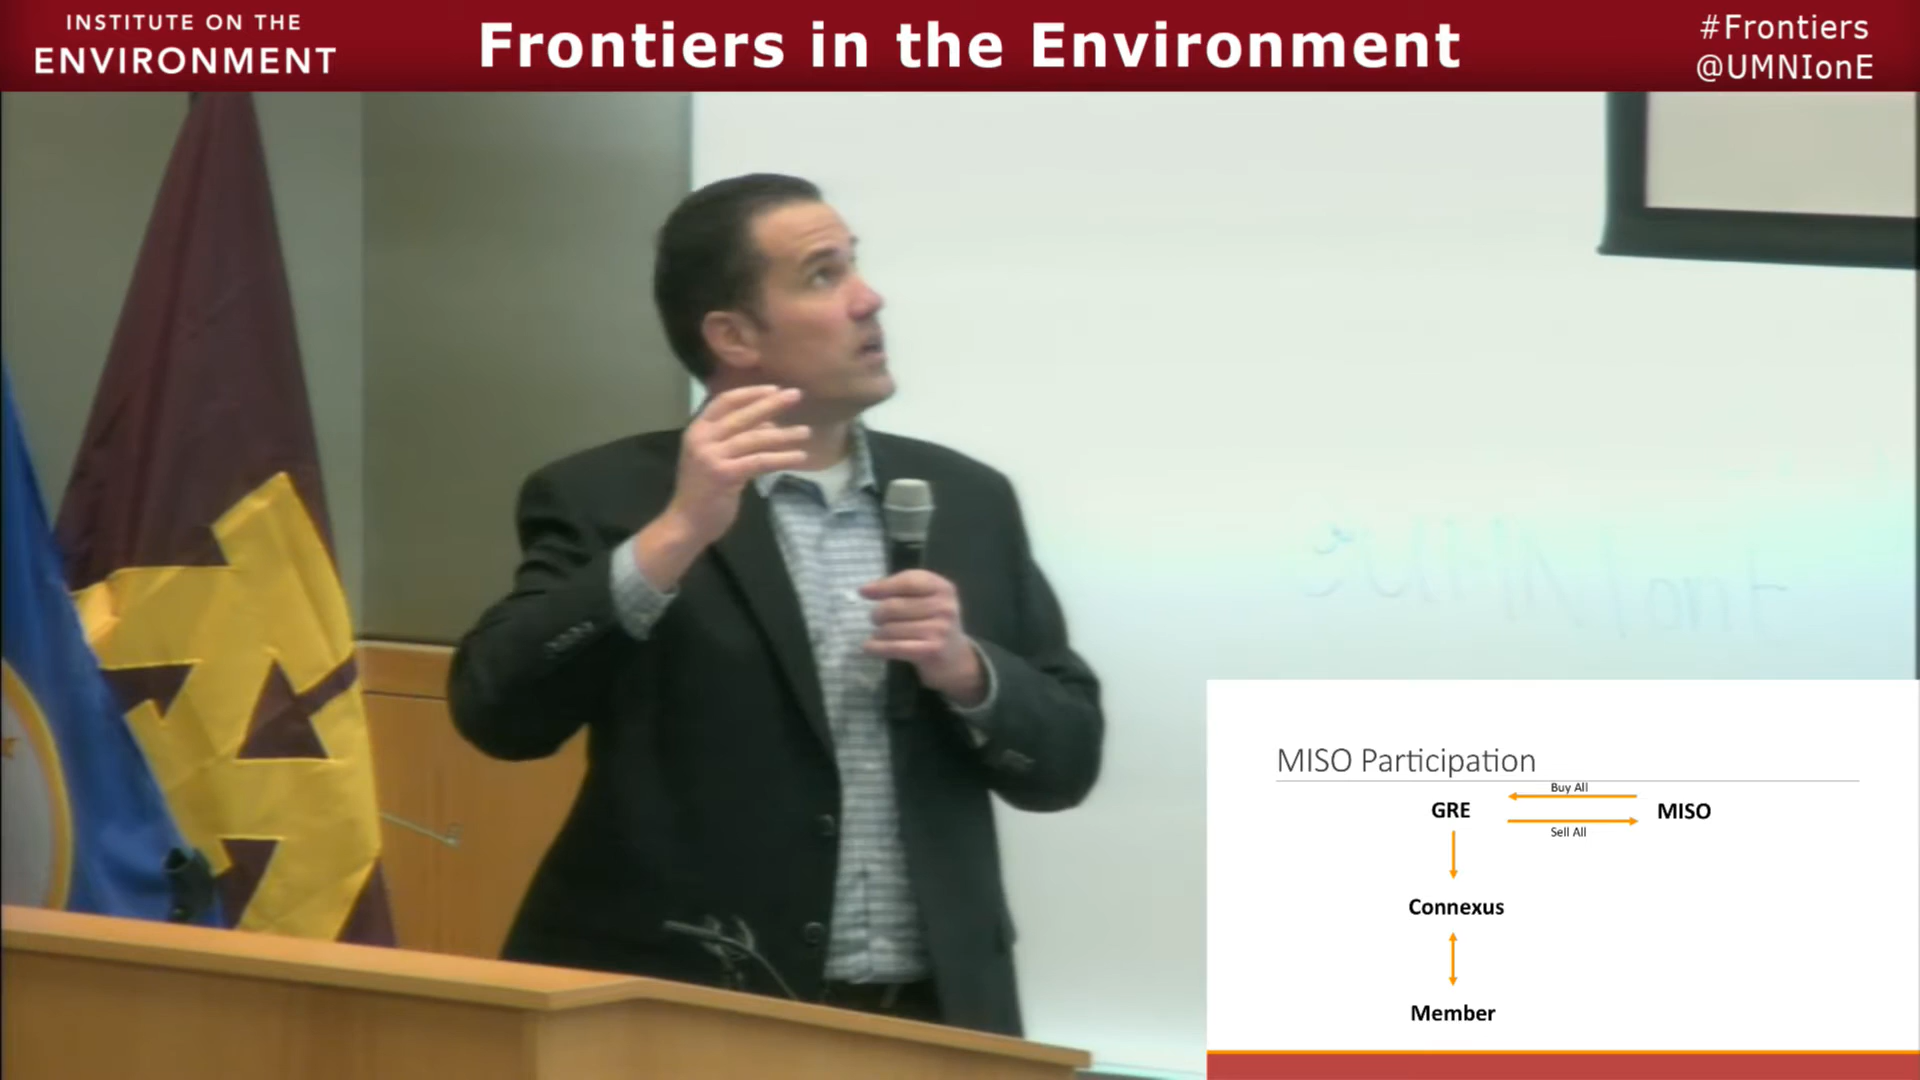 INSTITUTE ON THE
ENVIRONMENT
Frontiers in the Environment
#Frontiers
@UMNIonE
MISO Participation
Buy All
GRE
MISO
Sell All
Connexus
Member